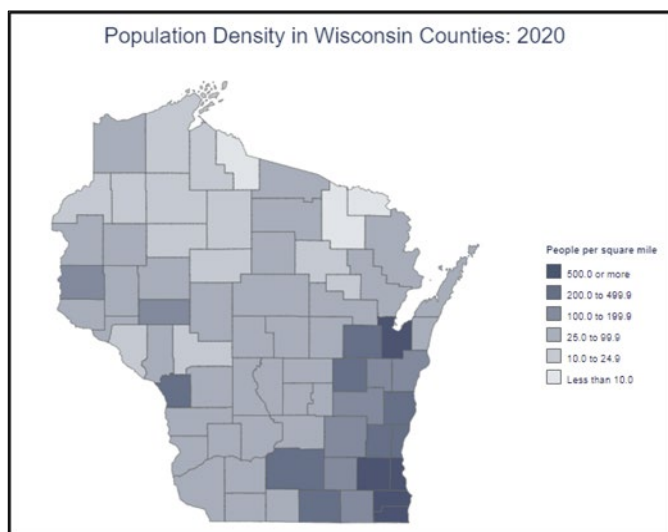 Population Density in Wisconsin Counties: 2020
People per square mile
500.0 or more
200.0 to 499.9
100.0 to 199.9
25.0 to 99.9
10.0 to 24.9
Less than 10.0